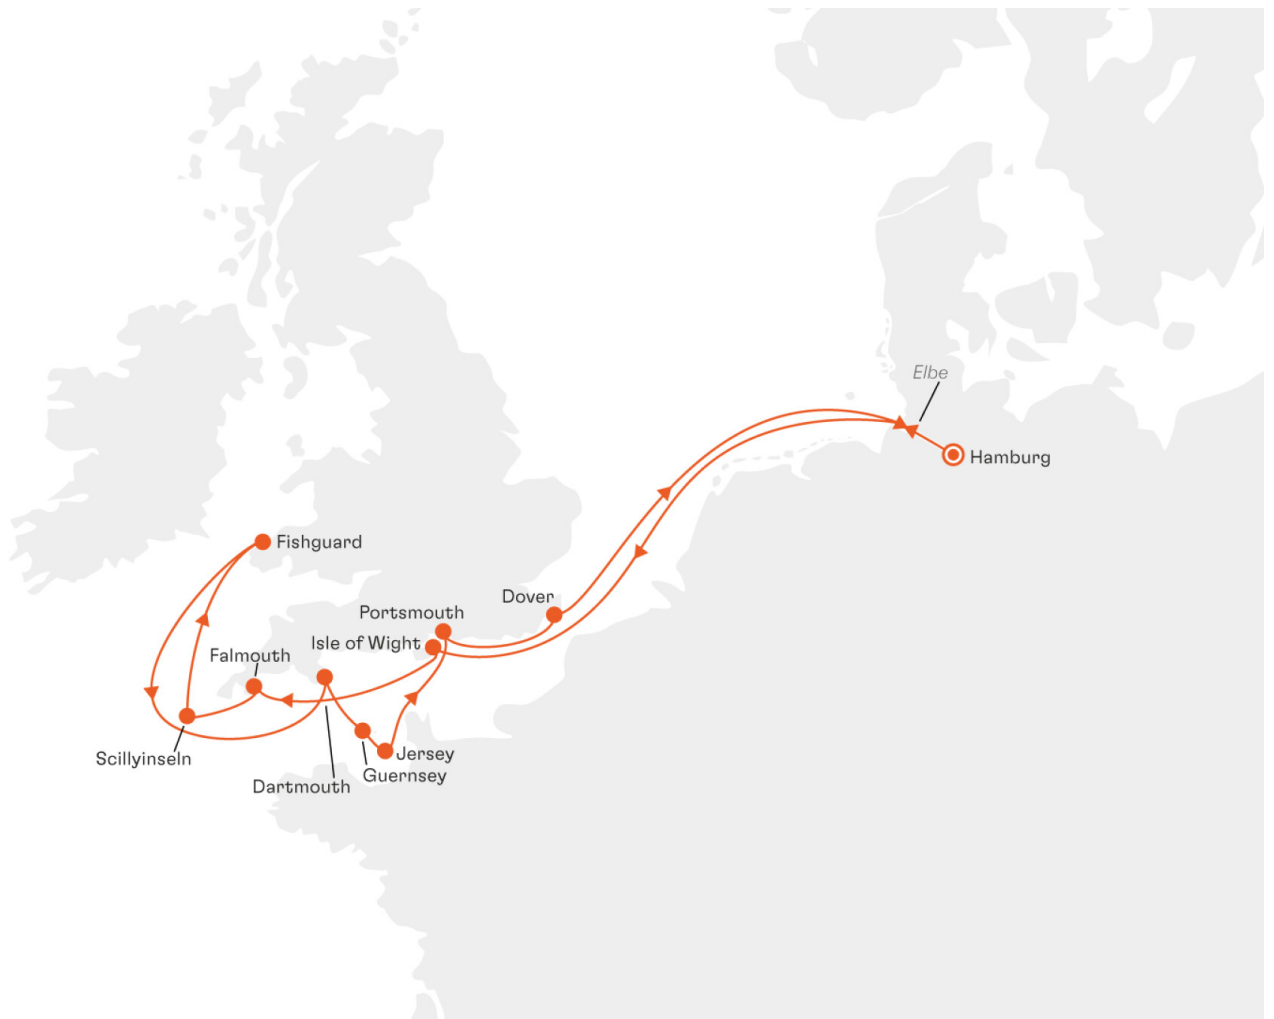 Elbe
Hamburg
Fishguard
Dover
Portsmouth
Isle of Wight
Falmouth
Scillyinseln
Jersey
Guernsey
Dartmouth